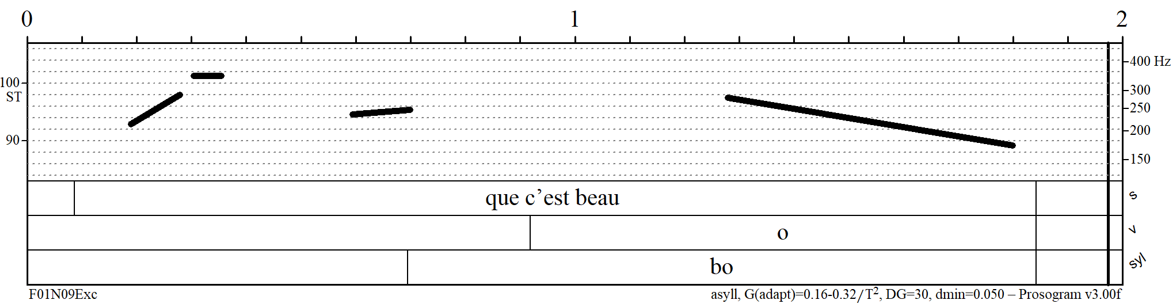 0 1 2
400 Hz
100
ST
300
250
200
90
150
que c’est beau s
o v
bo syll
F01N09Exc asyll, G(adapt)=0.16-0.32/T², DG=30, dmin=0.050 – Prosogram v3.00f